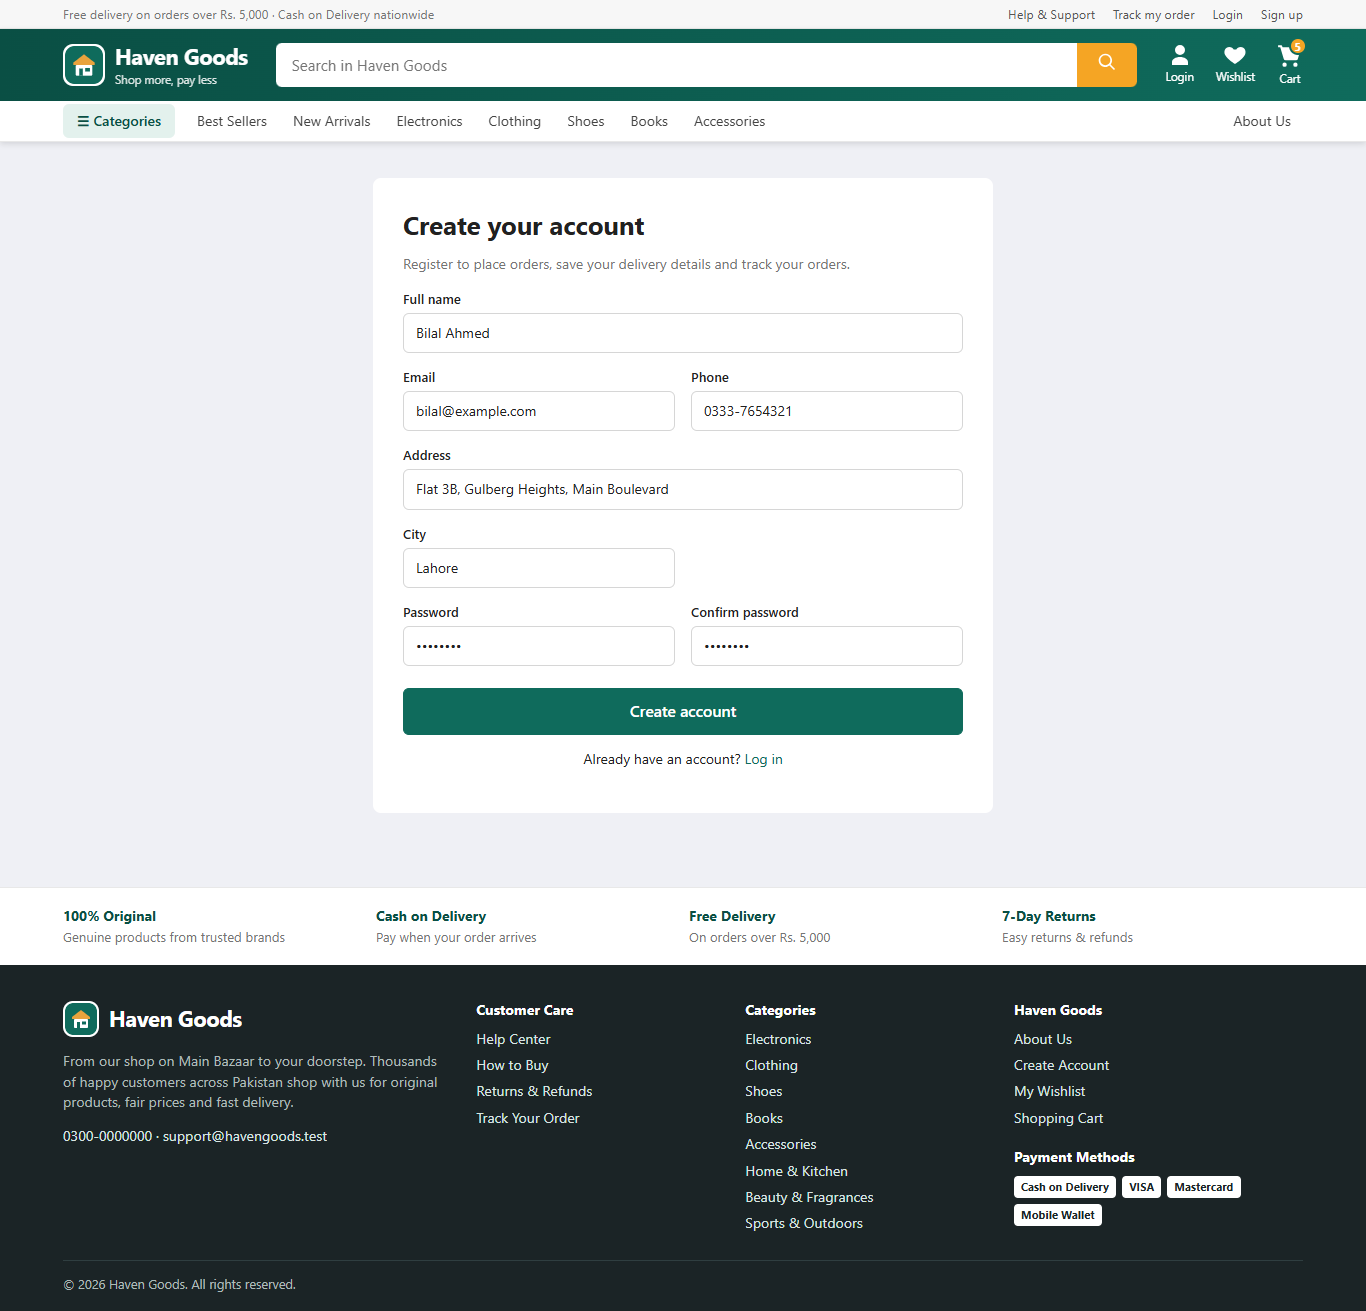 Free delivery on orders over Rs. 5,000 · Cash on Delivery nationwide
Help & Support Track my order Login Sign up
Haven Goods
Shop more, pay less
Search in Haven Goods
Login
Wishlist
5
Cart
☰ Categories Best Sellers New Arrivals Electronics Clothing Shoes Books Accessories About Us
Create your account
Register to place orders, save your delivery details and track your orders.
Full name
Bilal Ahmed
Email Phone
bilal@example.com 0333-7654321
Address
Flat 3B, Gulberg Heights, Main Boulevard
City
Lahore
Password Confirm password
•••••••• ••••••••
Create account
Already have an account? Log in
100% Original
Genuine products from trusted brands
Cash on Delivery
Pay when your order arrives
Free Delivery
On orders over Rs. 5,000
7-Day Returns
Easy returns & refunds
Haven Goods
From our shop on Main Bazaar to your doorstep. Thousands
of happy customers across Pakistan shop with us for original
products, fair prices and fast delivery.
0300-0000000 · support@havengoods.test
Customer Care
Help Center
How to Buy
Returns & Refunds
Track Your Order
Categories
Electronics
Clothing
Shoes
Books
Accessories
Home & Kitchen
Beauty & Fragrances
Sports & Outdoors
Haven Goods
About Us
Create Account
My Wishlist
Shopping Cart
Payment Methods
Cash on Delivery VISA Mastercard
Mobile Wallet
© 2026 Haven Goods. All rights reserved.